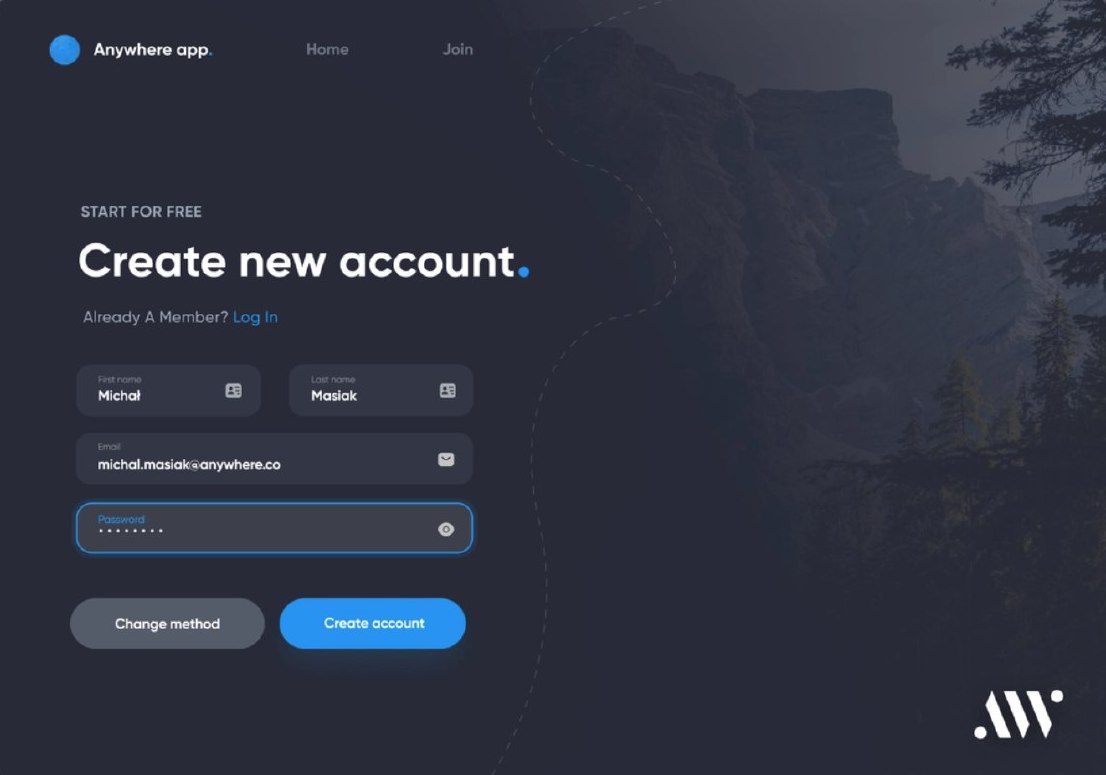 Anywhere app. Home Join
START FOR FREE
Create new account.
Already A Member? Log In
First name Last name
Michał Masiak
Email
michal.masiak@anywhere.co
Password
••••••••
Change method Create account
AW